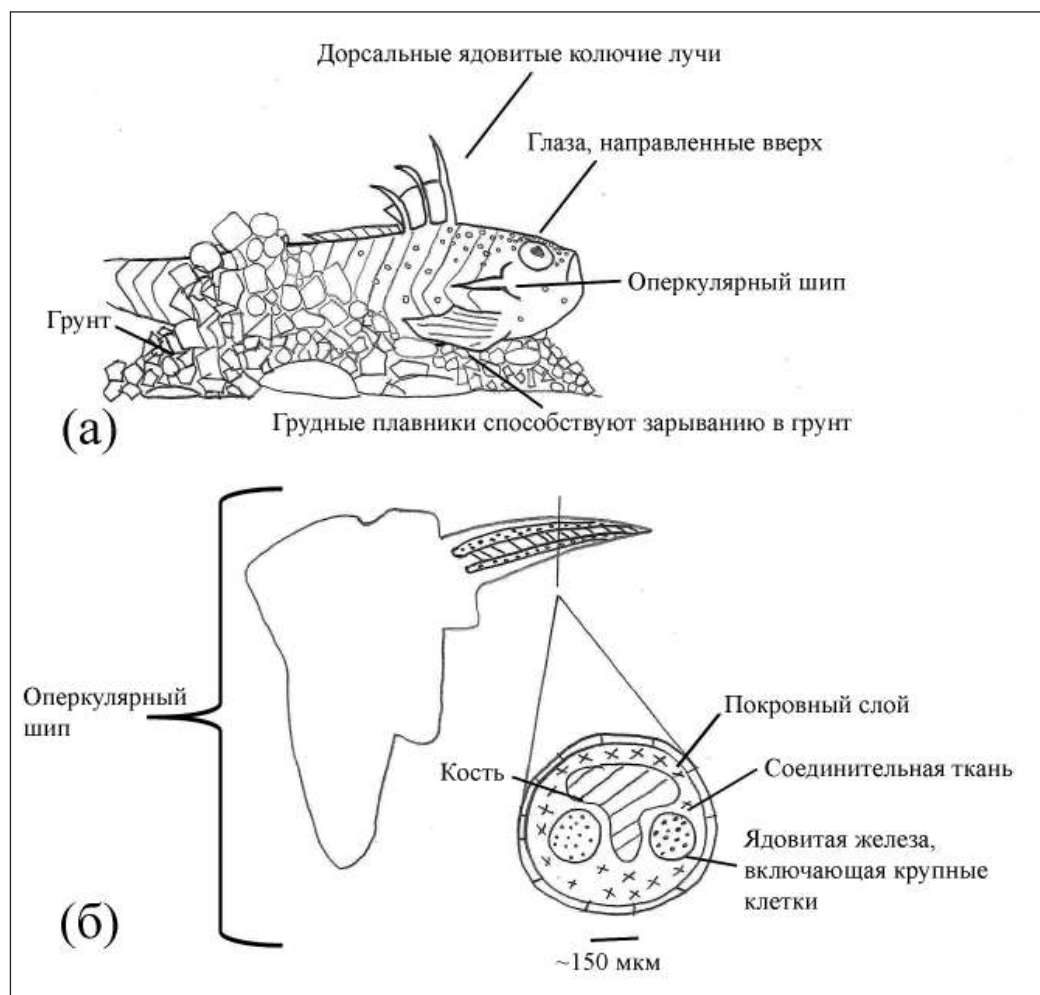 Дорсальные ядовитые колючие лучи
Глаза, направленные вверх
Оперкулярный шип
Грунт
(а)
Грудные плавники способствуют зарыванию в грунт
Оперкулярный
шип
Покровный слой
Кость
Соединительная ткань
Ядовитая железа,
включающая крупные
клетки
(б)
~150 мкм